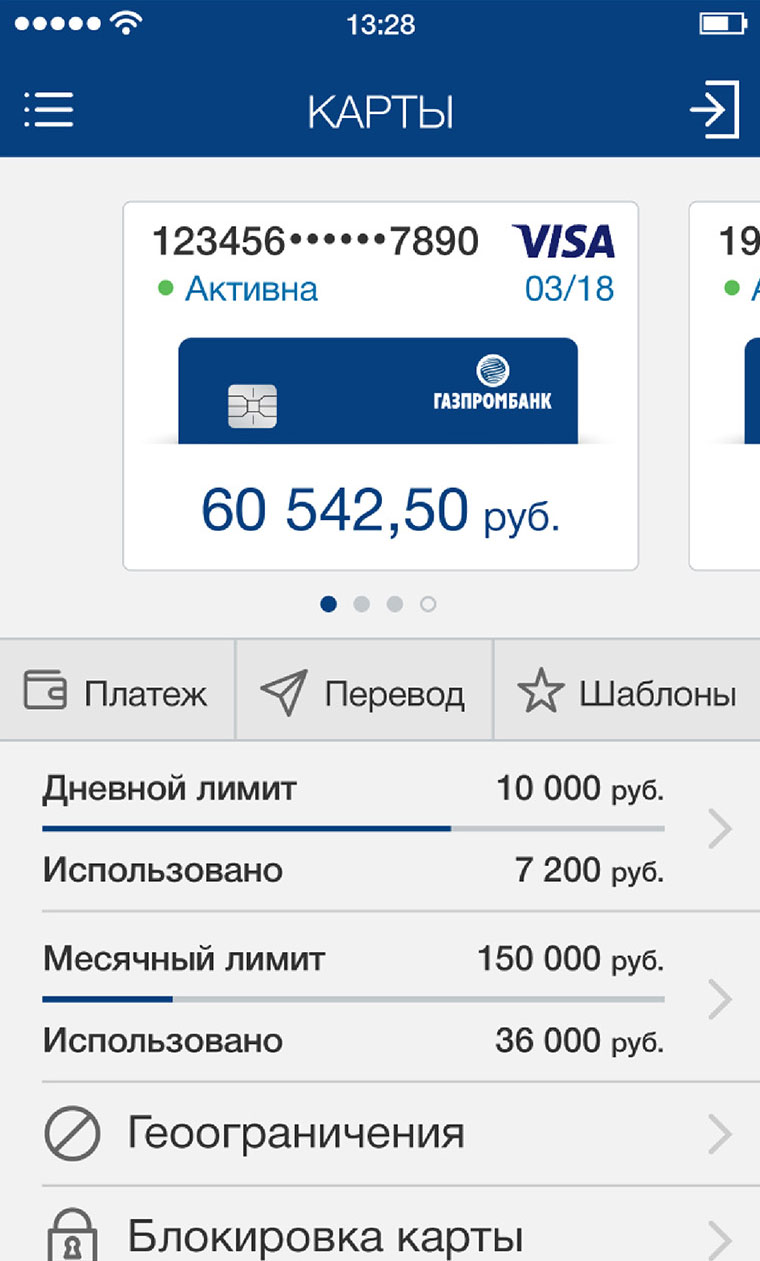 13:28
КАРТЫ
123456••••••7890 VISA
Активна 03/18
ГАЗПРОМБАНК
60 542,50 руб.
19
Платеж Перевод Шаблоны
Дневной лимит 10 000 руб.
Использовано 7 200 руб.
Месячный лимит 150 000 руб.
Использовано 36 000 руб.
Геоограничения
Блокировка карты